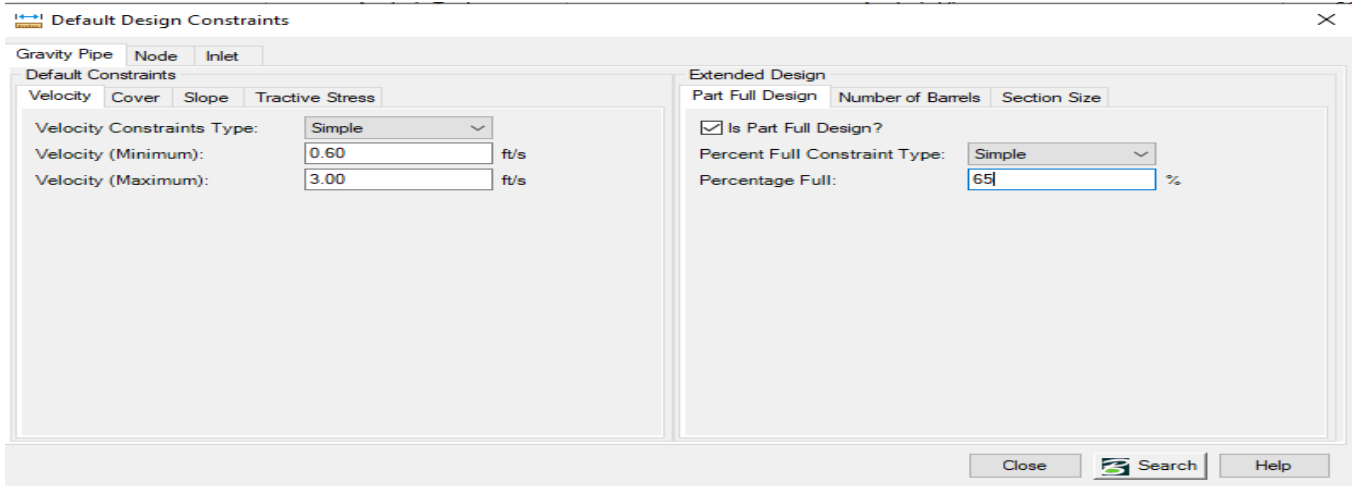 Default Design Constraints
Gravity Pipe Node Inlet
Default Constraints
Velocity Cover Slope Tractive Stress
Velocity Constraints Type: Simple
Velocity (Minimum): 0.60 ft/s
Velocity (Maximum): 3.00 ft/s
Extended Design
Part Full Design Number of Barrels Section Size
Is Part Full Design?
Percent Full Constraint Type: Simple
Percentage Full: 65 %
Close Search Help